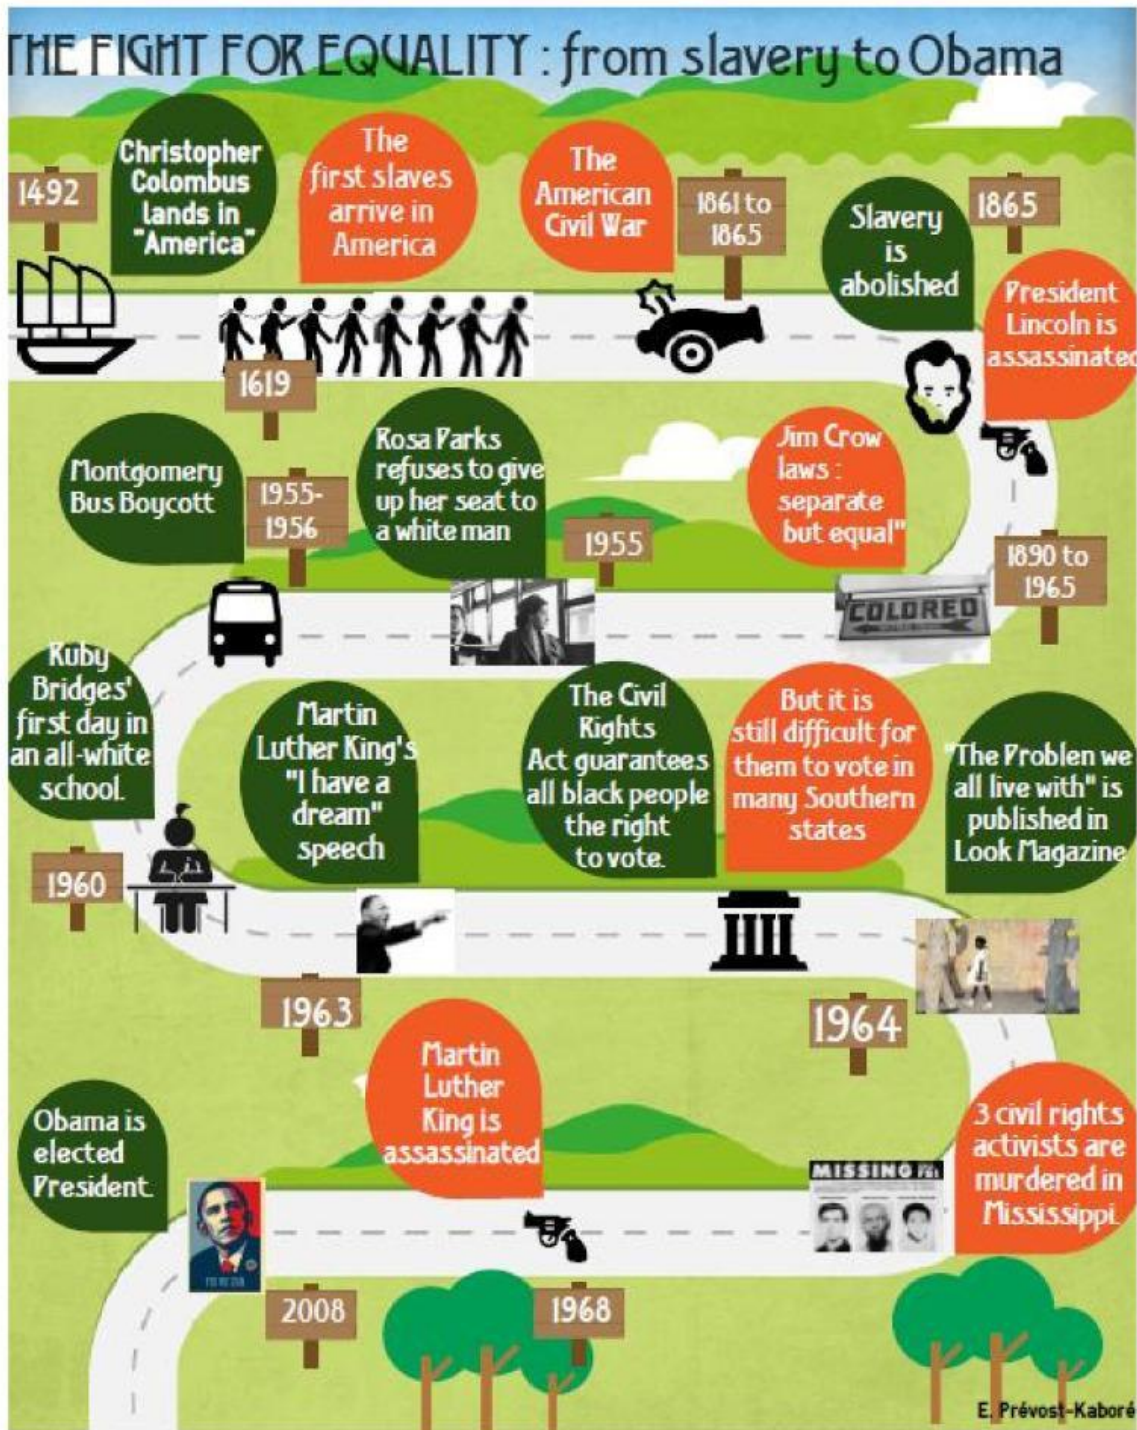 THE FIGHT FOR EQUALITY : from slavery to Obama
1492
Christopher
Colombus
lands in
"America"
The
first slaves
arrive in
America
1619
The
American
Civil War
1861 to
1865
Slavery
is
abolished
1865
President
Lincoln is
assassinated
Jim Crow
laws :
separate
but equal"
1890 to
1965
COLORED
Rosa Parks
refuses to give
up her seat to
a white man
1955
Montgomery
Bus Boycott
1955-
1956
Ruby
Bridges'
first day in
an all-white
school.
1960
Martin
Luther King's
"I have a
dream"
speech
1963
The Civil
Rights
Act guarantees
all black people
the right
to vote.
But it is
still difficult for
them to vote in
many Southern
states
1964
"The Problen we
all live with" is
published in
Look Magazine
3 civil rights
activists are
murdered in
Mississippi.
MISSING
Martin
Luther
King is
assassinated
1968
Obama is
elected
President.
2008
E. Prévost-Kaboré